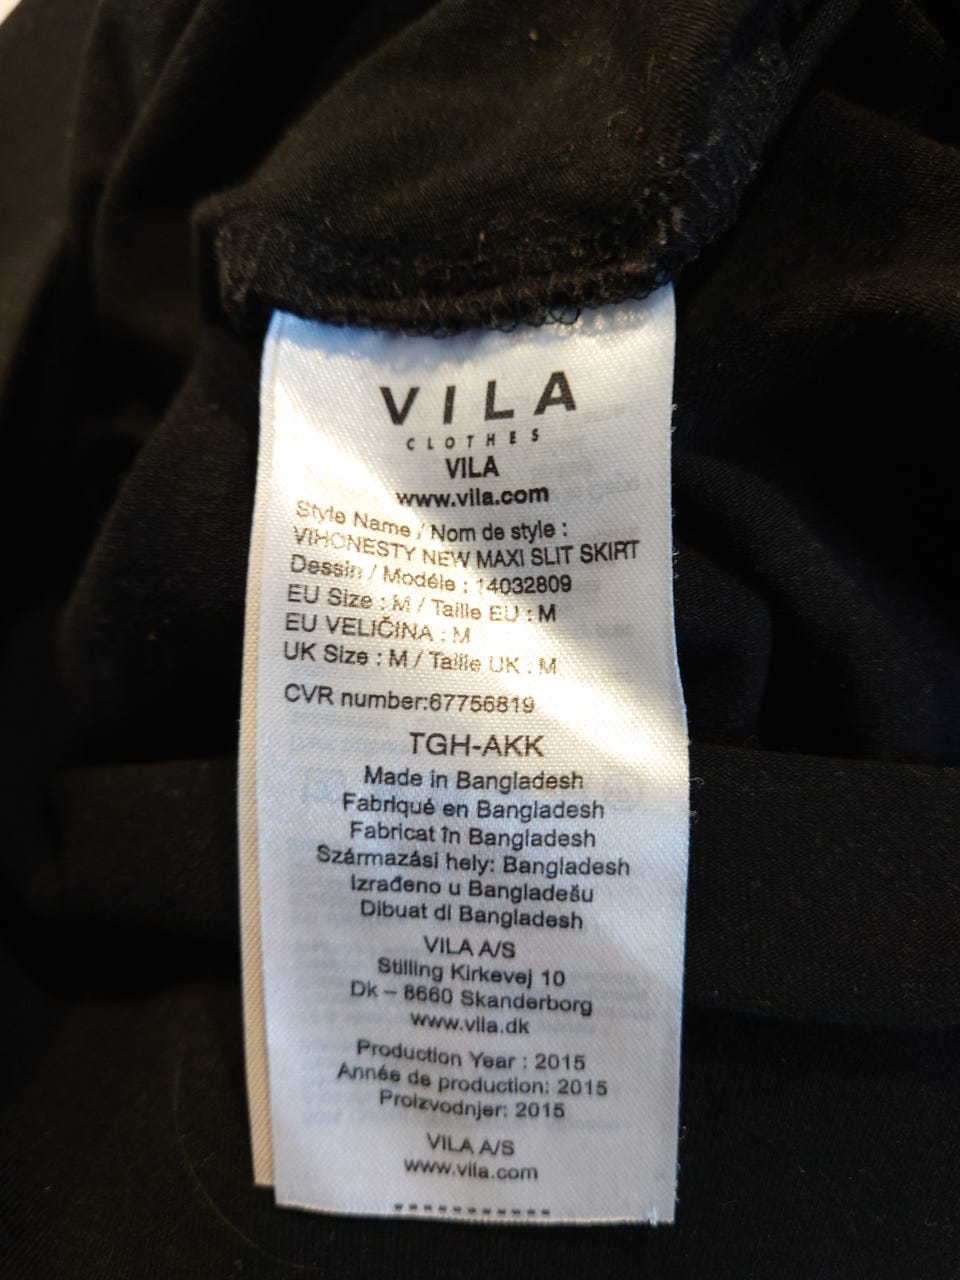 VILA
CLOTHES
VILA
www.vila.com
Style Name / Nom de style :
VIHONESTY NEW MAXI SLIT SKIRT
Dessin / Modéle : 14032809
EU Size : M / Taille EU : M
EU VELIČINA : M
UK Size : M / Taille UK : M
CVR number:67756819
TGH-AKK
Made in Bangladesh
Fabriqué en Bangladesh
Fabricat în Bangladesh
Származási hely: Bangladesh
Izrađeno u Bangladešu
Dibuat di Bangladesh
VILA A/S
Stilling Kirkevej 10
Dk – 8660 Skanderborg
www.vila.dk
Production Year : 2015
Année de production: 2015
Proizvodnjer: 2015
VILA A/S
www.vila.com